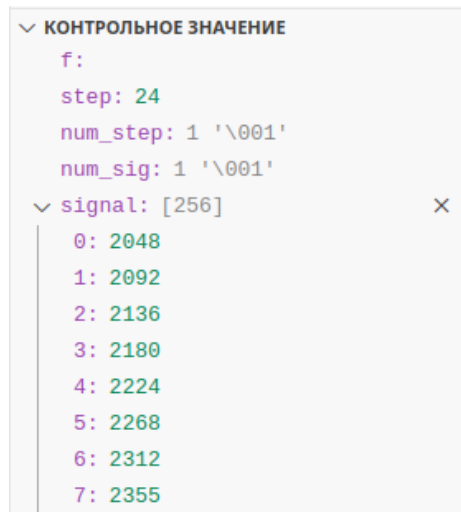 КОНТРОЛЬНОЕ ЗНАЧЕНИЕ
f:
step: 24
num_step: 1 '\001'
num_sig: 1 '\001'
signal: [256]
0: 2048
1: 2092
2: 2136
3: 2180
4: 2224
5: 2268
6: 2312
7: 2355